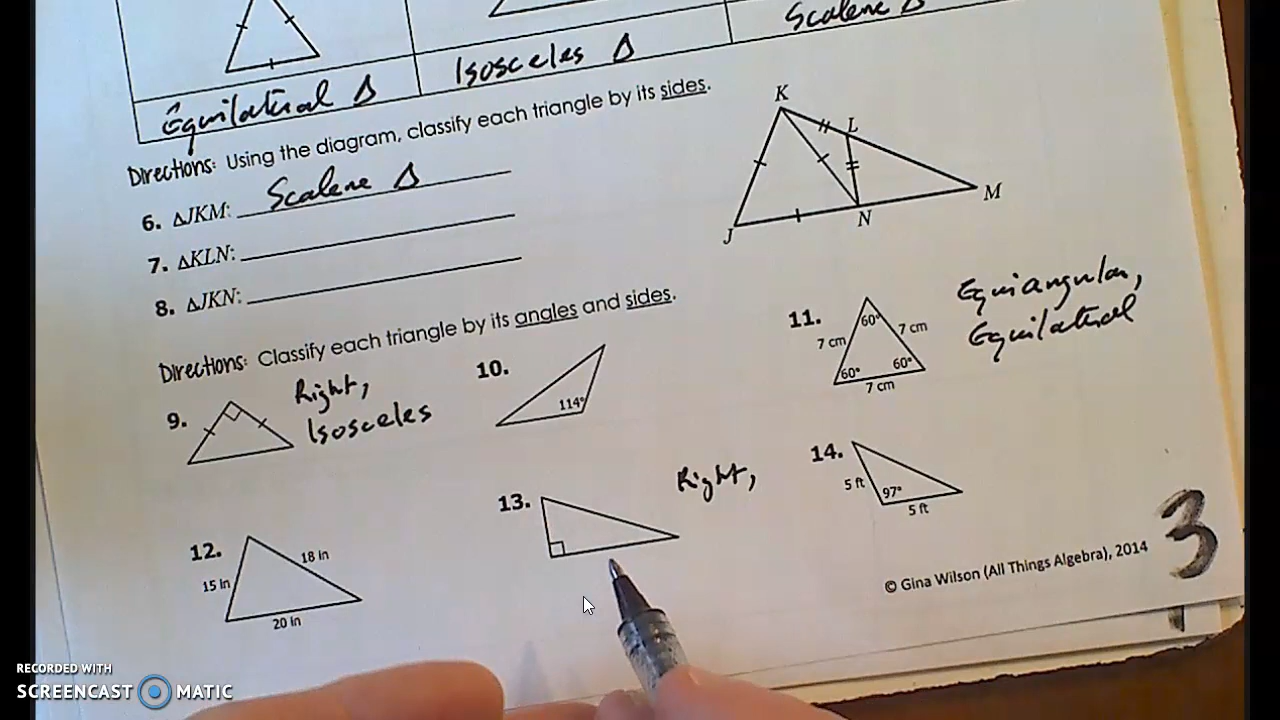 Scalene Δ
Isosceles Δ
Equilateral Δ
Directions: Using the diagram, classify each triangle by its sides.
6. ΔJKM: Scalene Δ
7. ΔKLN:
8. ΔJKN:
K
L
M
N
J
Directions: Classify each triangle by its angles and sides.
9. Right,
Isosceles
10.
114°
11.
60°
7 cm
7 cm
60°
60°
7 cm
Equiangular,
Equilateral
12.
18 in
15 in
20 in
13.
Right,
14.
5 ft
97°
5 ft
© Gina Wilson (All Things Algebra), 2014
3
RECORDED WITH
SCREENCAST MATIC